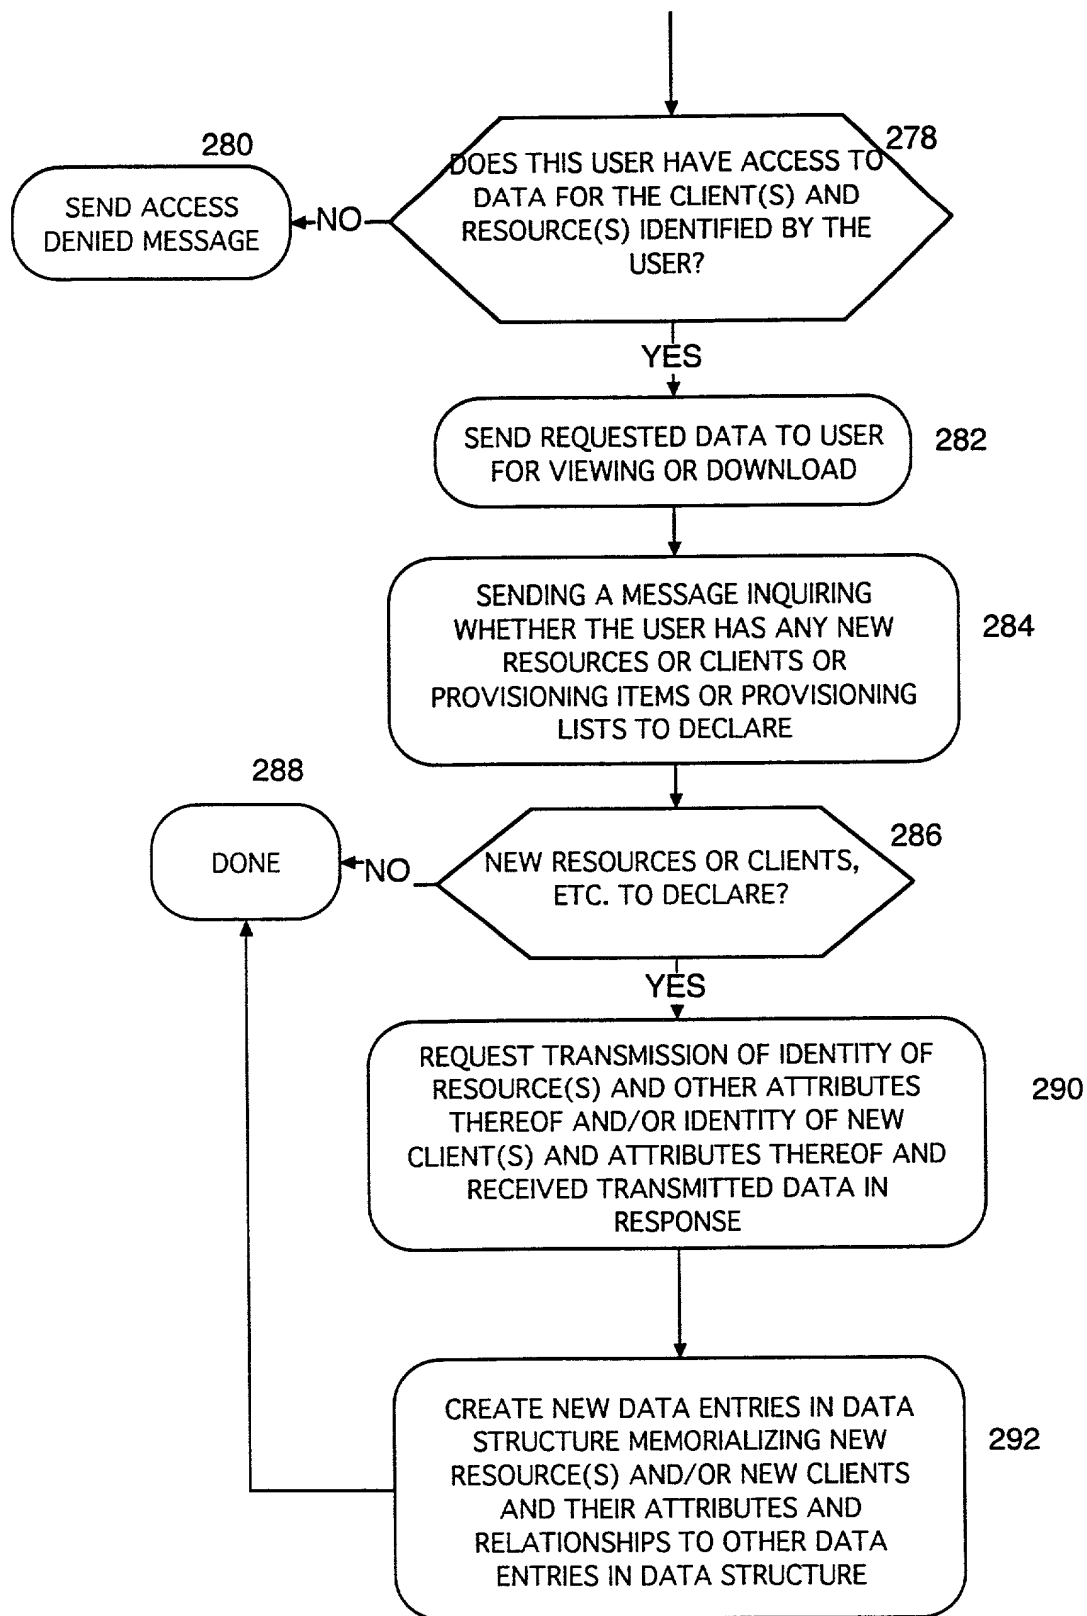 278
DOES THIS USER HAVE ACCESS TO
DATA FOR THE CLIENT(S) AND
RESOURCE(S) IDENTIFIED BY THE
USER?
280
SEND ACCESS
DENIED MESSAGE
NO
YES
SEND REQUESTED DATA TO USER
FOR VIEWING OR DOWNLOAD
282
SENDING A MESSAGE INQUIRING
WHETHER THE USER HAS ANY NEW
RESOURCES OR CLIENTS OR
PROVISIONING ITEMS OR PROVISIONING
LISTS TO DECLARE
284
288
DONE
NO
286
NEW RESOURCES OR CLIENTS,
ETC. TO DECLARE?
YES
REQUEST TRANSMISSION OF IDENTITY OF
RESOURCE(S) AND OTHER ATTRIBUTES
THEREOF AND/OR IDENTITY OF NEW
CLIENT(S) AND ATTRIBUTES THEREOF AND
RECEIVED TRANSMITTED DATA IN
RESPONSE
290
CREATE NEW DATA ENTRIES IN DATA
STRUCTURE MEMORIALIZING NEW
RESOURCE(S) AND/OR NEW CLIENTS
AND THEIR ATTRIBUTES AND
RELATIONSHIPS TO OTHER DATA
ENTRIES IN DATA STRUCTURE
292